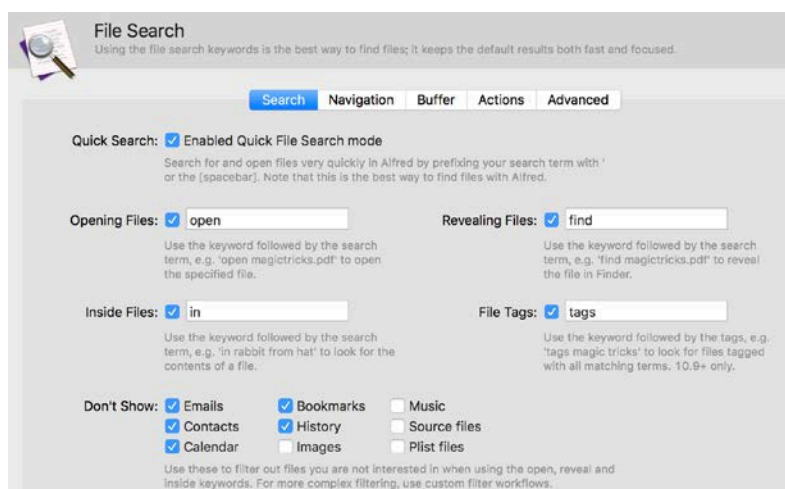 File Search
Using the file search keywords is the best way to find files; it keeps the default results both fast and focused.
Search Navigation Buffer Actions Advanced
Quick Search: Enabled Quick File Search mode
Search for and open files very quickly in Alfred by prefixing your search term with '
or the [spacebar]. Note that this is the best way to find files with Alfred.
Opening Files: open
Use the keyword followed by the search
term, e.g. 'open magictricks.pdf' to open
the specified file.
Revealing Files: find
Use the keyword followed by the search
term, e.g. 'find magictricks.pdf' to reveal
the file in Finder.
Inside Files: in
Use the keyword followed by the search
term, e.g. 'in rabbit from hat' to look for the
contents of a file.
File Tags: tags
Use the keyword followed by the tags, e.g.
'tags magic tricks' to look for files tagged
with all matching terms. 10.9+ only.
Don't Show: Emails Bookmarks Music
Contacts History Source files
Calendar Images Plist files
Use these to filter out files you are not interested in when using the open, reveal and
inside keywords. For more complex filtering, use custom filter workflows.